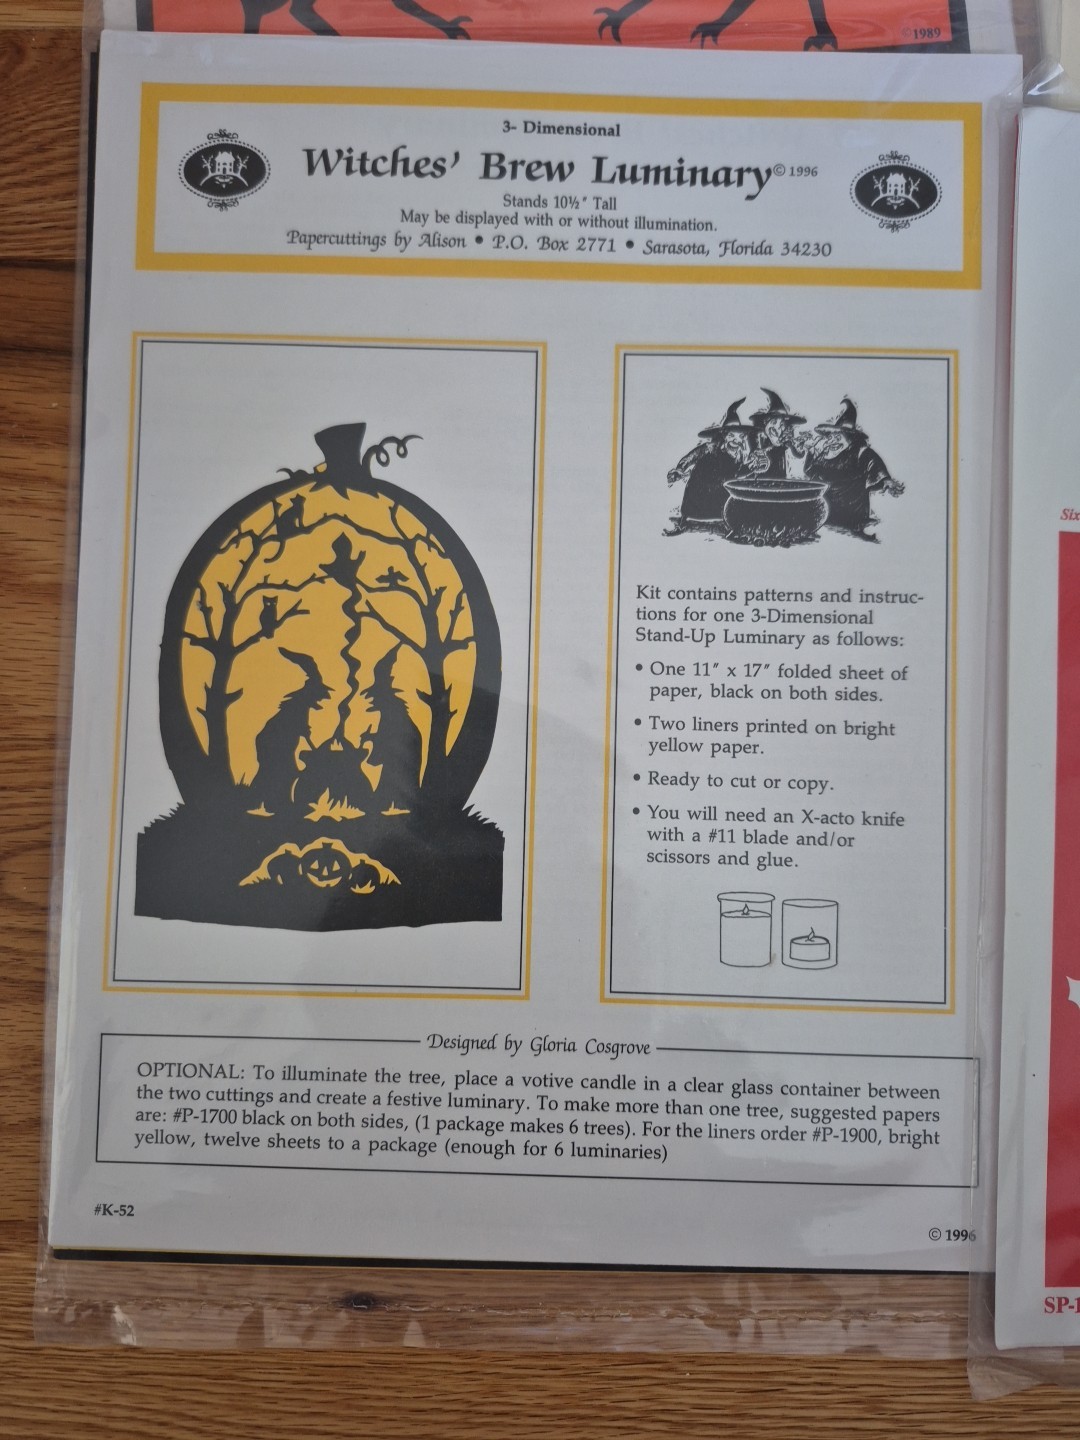 ©1989
3- Dimensional
Witches' Brew Luminary © 1996
Stands 10½" Tall
May be displayed with or without illumination.
Papercuttings by Alison • P.O. Box 2771 • Sarasota, Florida 34230
Kit contains patterns and instruc-
tions for one 3-Dimensional
Stand-Up Luminary as follows:
• One 11" x 17" folded sheet of
paper, black on both sides.
• Two liners printed on bright
yellow paper.
• Ready to cut or copy.
• You will need an X-acto knife
with a #11 blade and/or
scissors and glue.
Designed by Gloria Cosgrove
OPTIONAL: To illuminate the tree, place a votive candle in a clear glass container between
the two cuttings and create a festive luminary. To make more than one tree, suggested papers
are: #P-1700 black on both sides, (1 package makes 6 trees). For the liners order #P-1900, bright
yellow, twelve sheets to a package (enough for 6 luminaries)
#K-52
© 1996
Six
SP-1